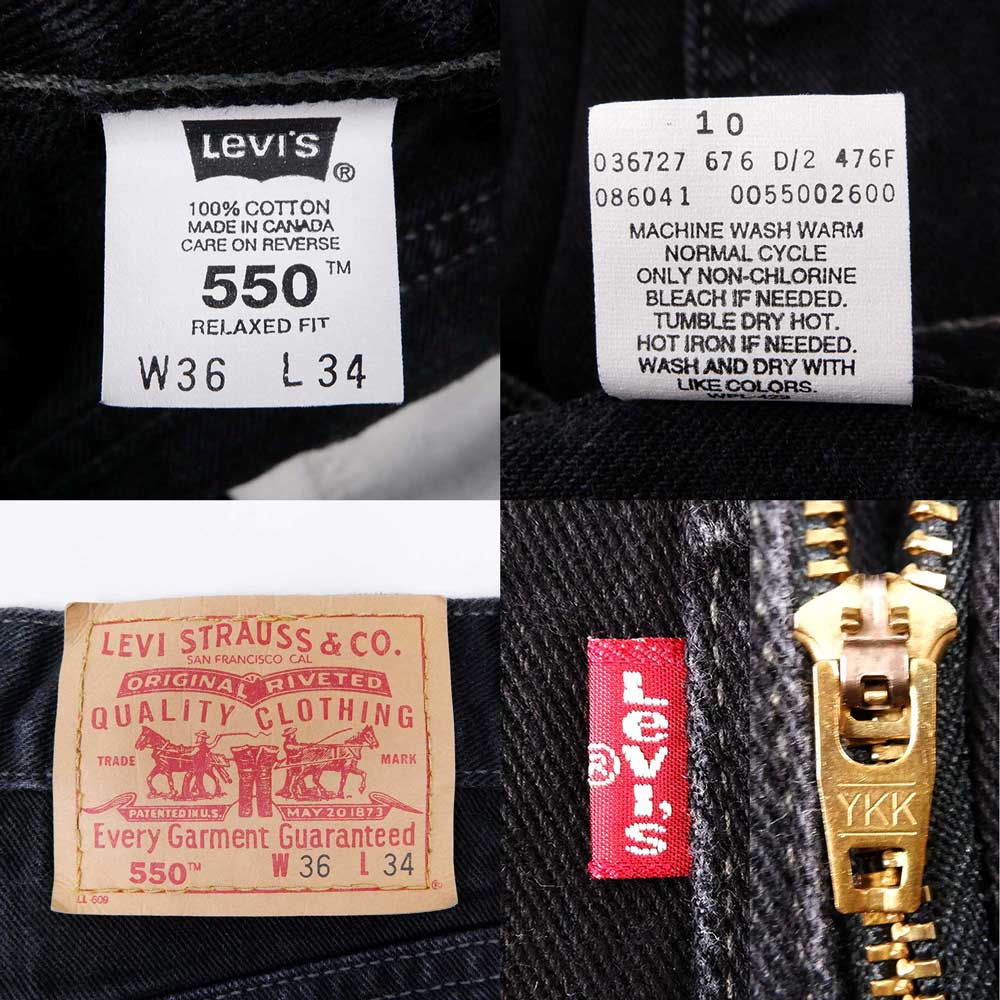 Levi's
®
100% COTTON
MADE IN CANADA
CARE ON REVERSE
550™
RELAXED FIT
W36 L 34
10
036727 676 D/2 476F
086041 0055002600
MACHINE WASH WARM
NORMAL CYCLE
ONLY NON-CHLORINE
BLEACH IF NEEDED.
TUMBLE DRY HOT.
HOT IRON IF NEEDED.
WASH AND DRY WITH
LIKE COLORS.
WPL-423
LEVI STRAUSS & CO.
SAN FRANCISCO CAL
ORIGINAL RIVETED
QUALITY CLOTHING
TRADE MARK
PATENTED IN U.S. MAY 20 1873
Every Garment Guaranteed
550™ W 36 L 34
LL-609 ®
Levi's ®
YKK